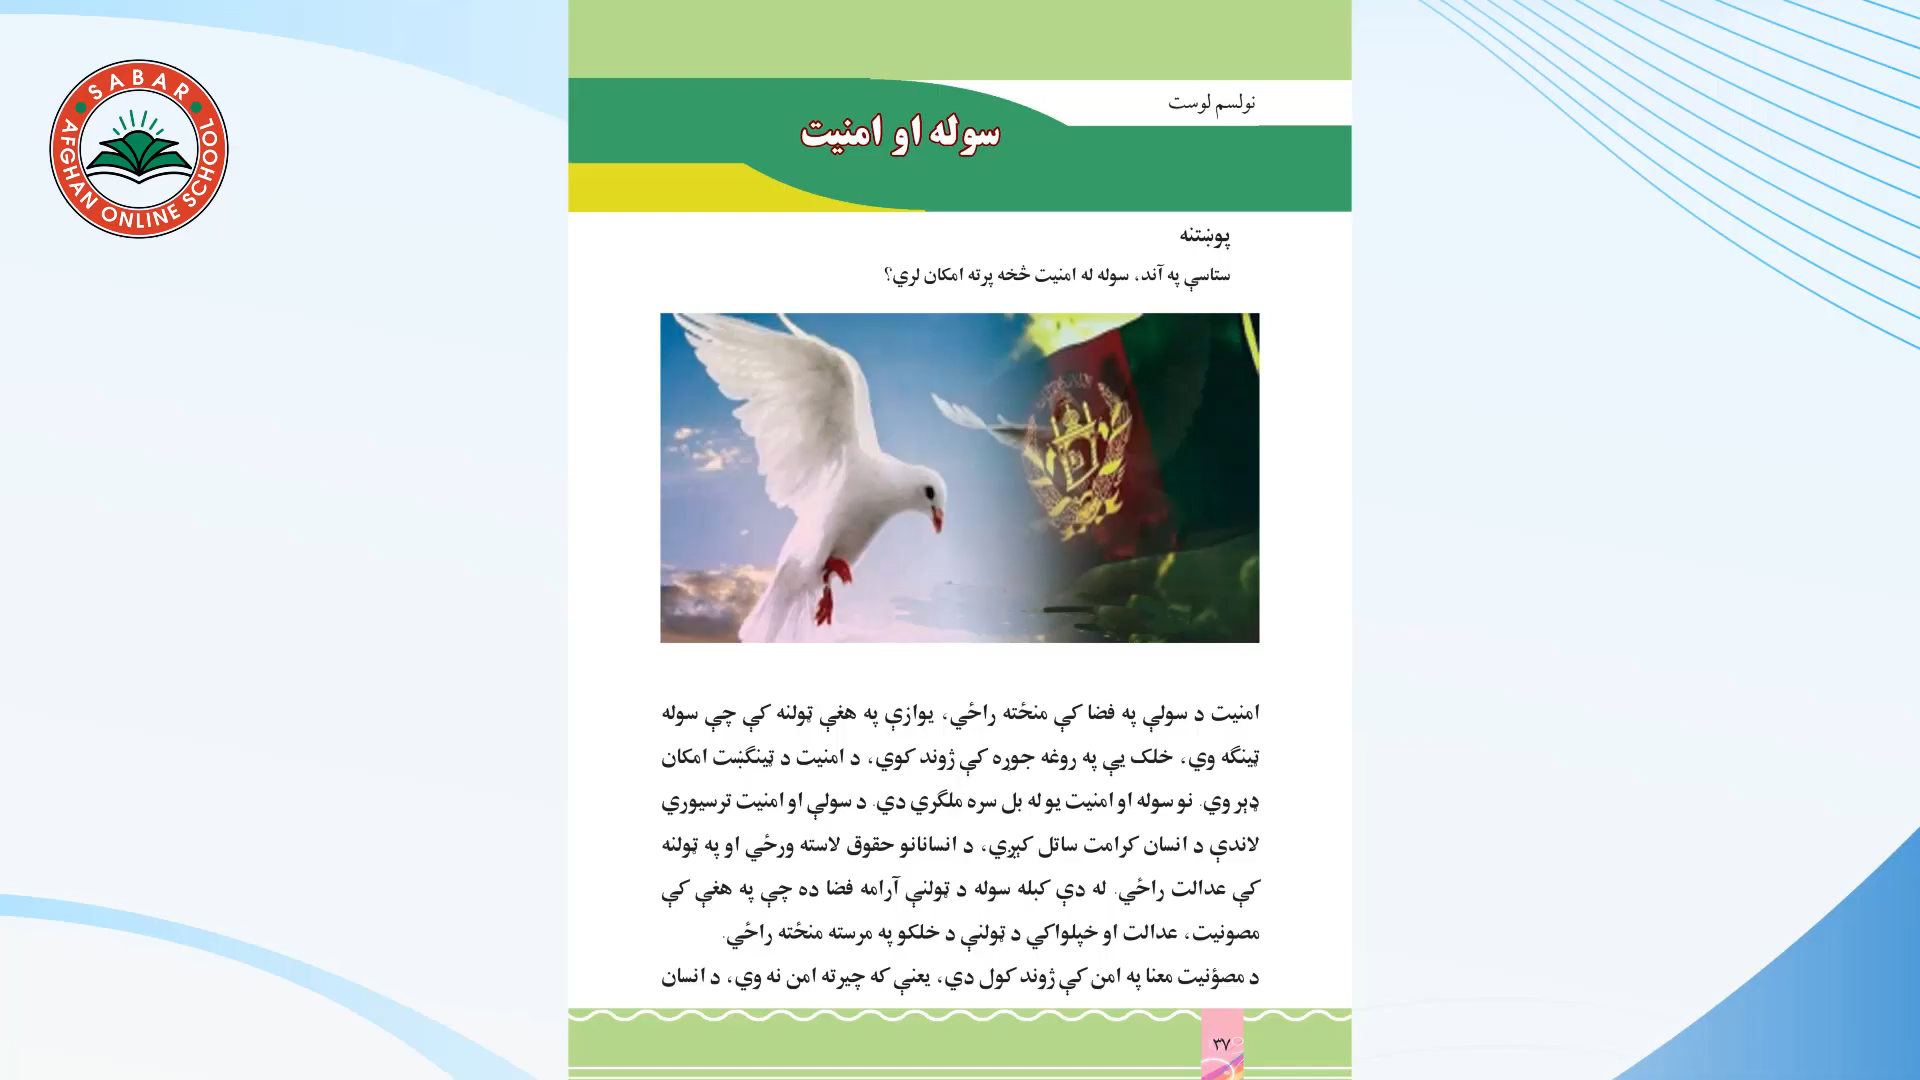 SABAR
AFGHAN ONLINE SCHOOL
نولسم لوست
سوله او امنیت
پوښتنه
ستاسې په آند، سوله له امنیت څخه پرته امکان لري؟
امنیت د سولې په فضا کې منځته راځي، یوازې په هغې ټولنه کې چې سوله
ټینګه وي، خلک یې په روغه جوړه کې ژوند کوي، د امنیت د ټینګښت امکان
ډېر وي. نو سوله او امنیت یو له بل سره ملګري دي. د سولې او امنیت ترسیوري
لاندې د انسان کرامت ساتل کېږي، د انسانانو حقوق لاسته ورځي او په ټولنه
کې عدالت راځي. له دې کبله سوله د ټولنې آرامه فضا ده چې په هغې کې
مصونیت، عدالت او خپلواکي د ټولنې د خلکو په مرسته منځته راځي.
د مصؤنیت معنا په امن کې ژوند کول دي، یعنې که چیرته امن نه وي، د انسان
۳۷